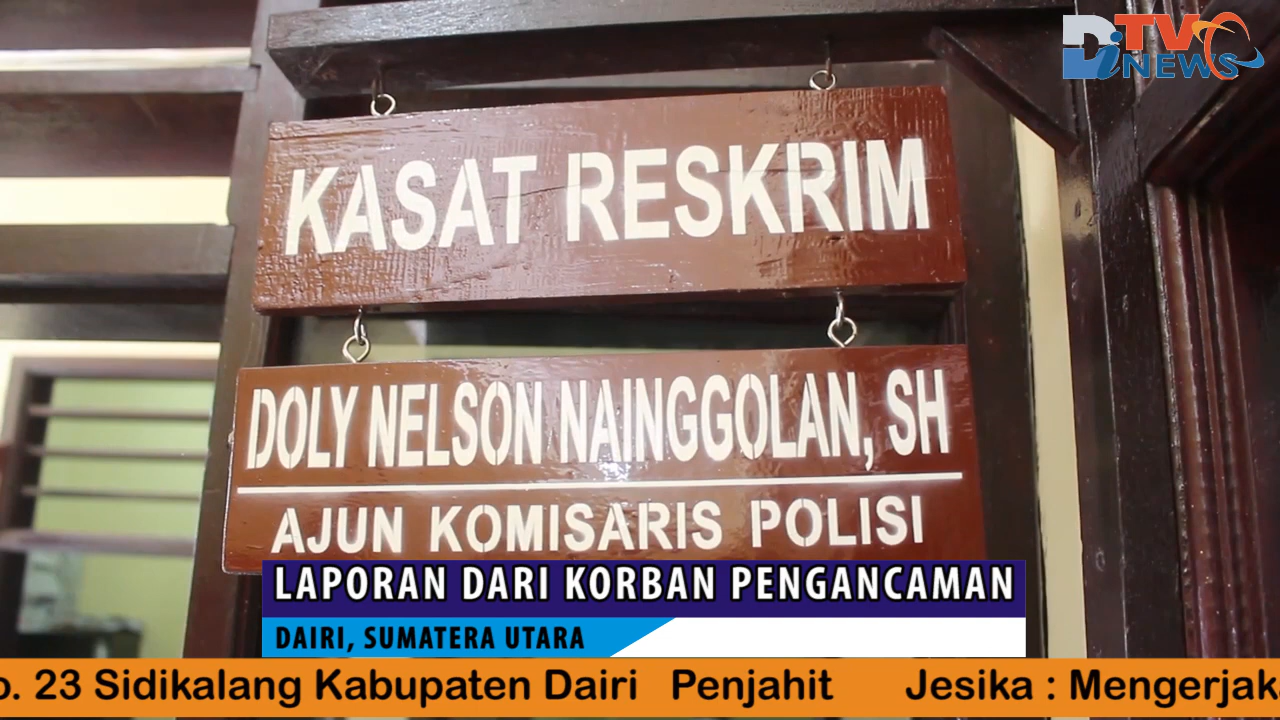 DiTV NEWS
KASAT RESKRIM
DOLY NELSON NAINGGOLAN, SH
AJUN KOMISARIS POLISI
LAPORAN DARI KORBAN PENGANCAMAN
DAIRI, SUMATERA UTARA
o. 23 Sidikalang Kabupaten Dairi Penjahit Jesika : Mengerjak